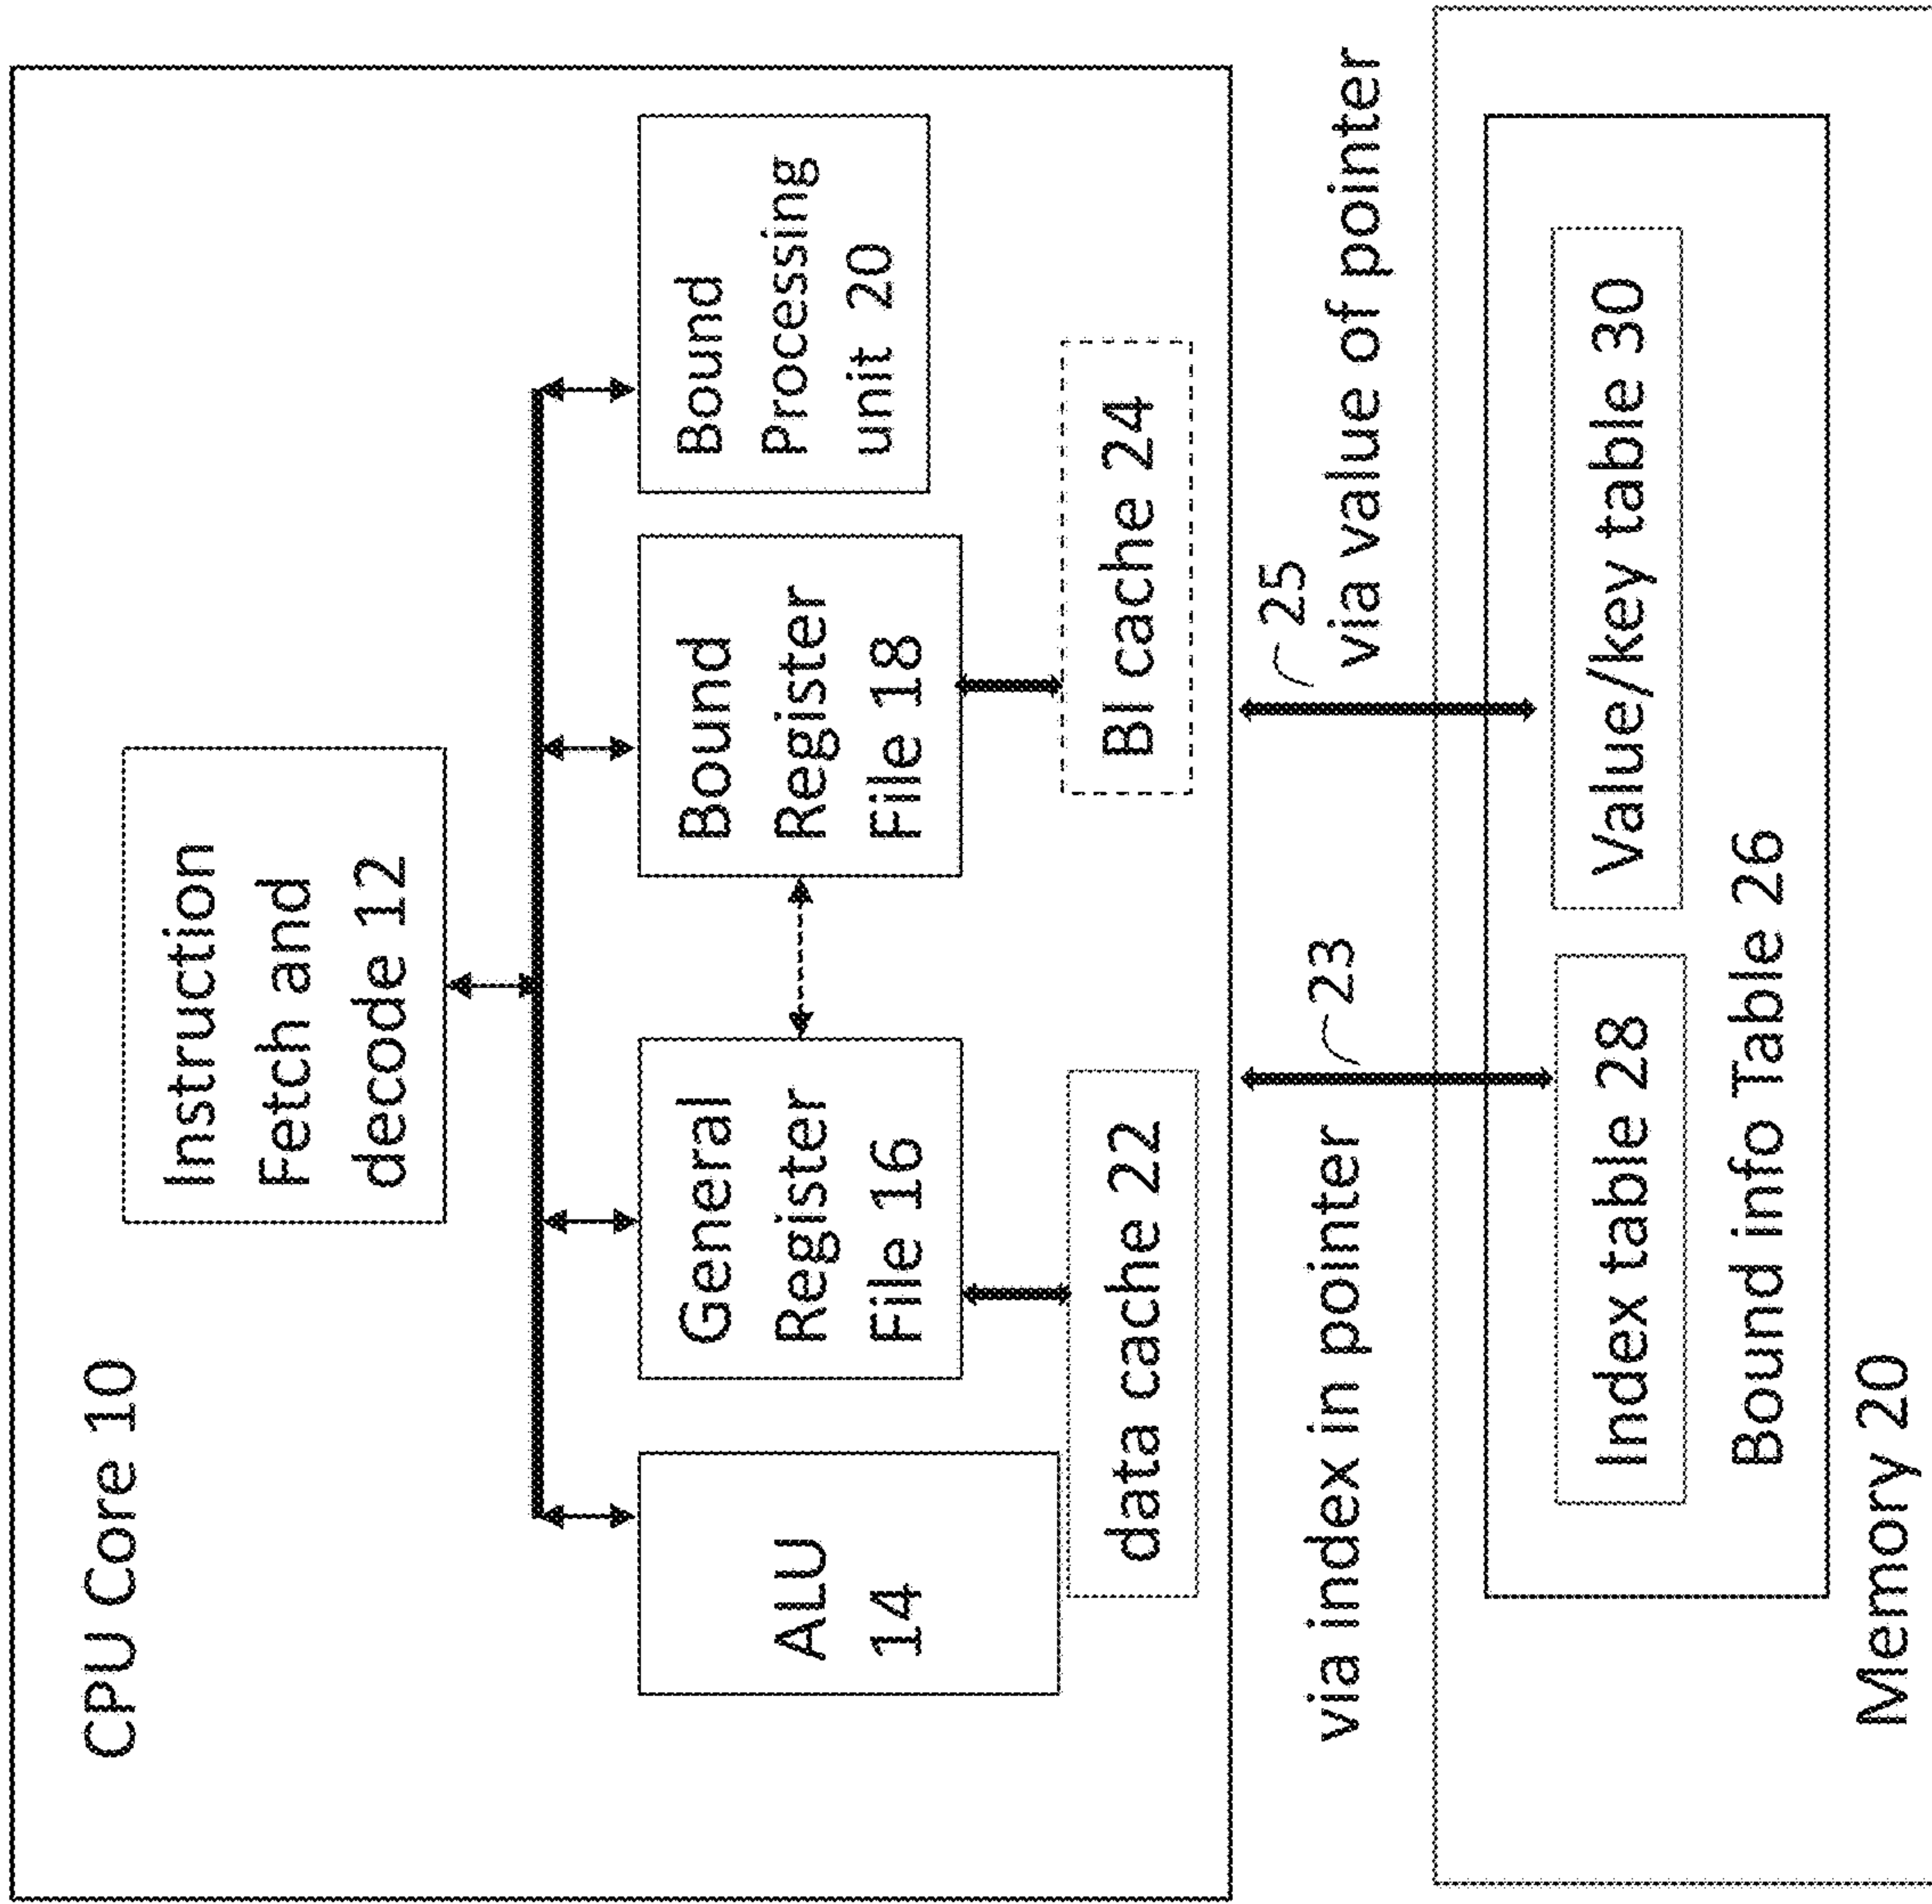 CPU Core 10
Instruction
Fetch and
decode 12
ALU
14
General
Register
File 16
Bound
Register
File 18
Bound
Processing
unit 20
data cache 22
BI cache 24
via index in pointer
23
25
via value of pointer
Index table 28
Value/key table 30
Bound info Table 26
Memory 20